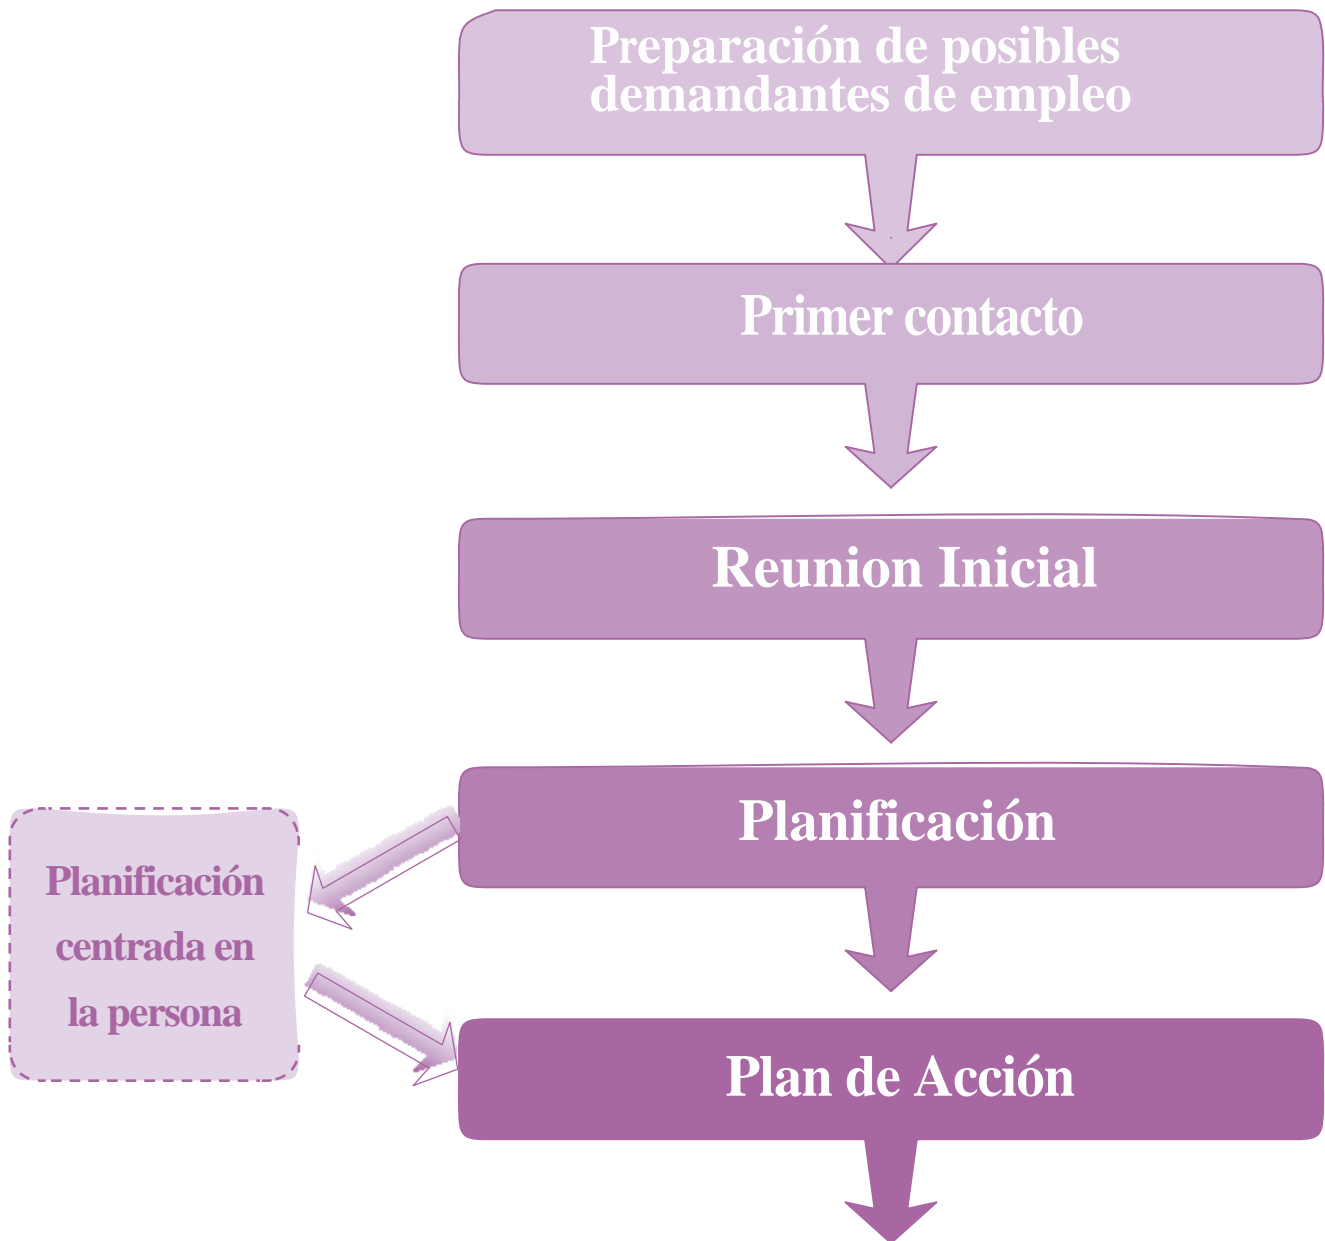 Preparación de posibles
demandantes de empleo
Primer contacto
Reunion Inicial
Planificación
Planificación
centrada en
la persona
Plan de Acción